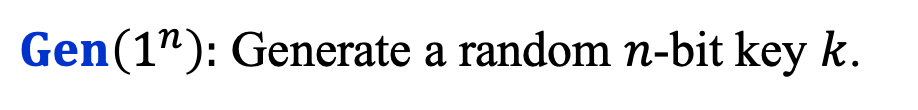 Gen(1ⁿ): Generate a random n-bit key k.